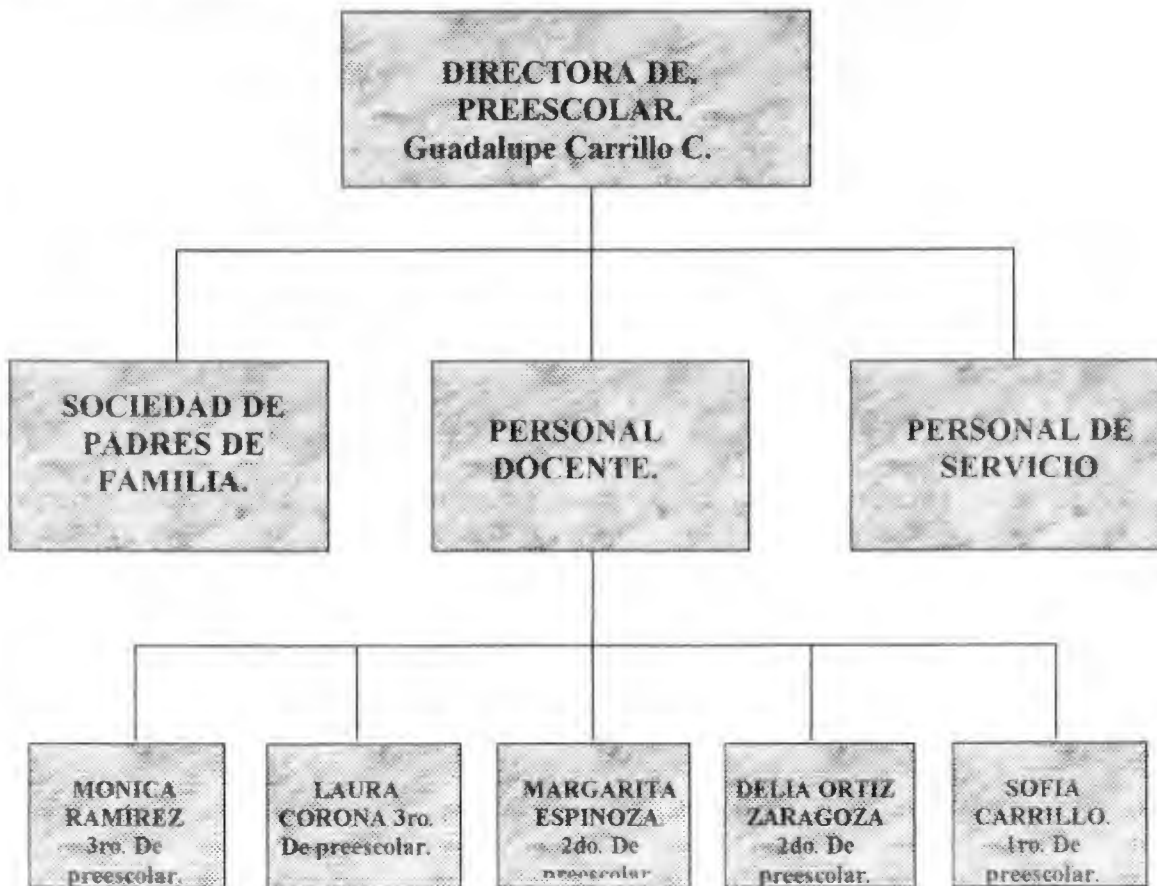 DIRECTORA DE.
PREESCOLAR.
Guadalupe Carrillo C.
SOCIEDAD DE
PADRES DE
FAMILIA.
PERSONAL
DOCENTE.
PERSONAL DE
SERVICIO
MONICA
RAMÍREZ
3ro. De
preescolar.
LAURA
CORONA 3ro.
De preescolar.
MARGARITA
ESPINOZA.
2do. De
preescolar
DELIA ORTIZ
ZARAGOZA
2do. De
preescolar.
SOFIA
CARRILLO.
1ro. De
preescolar.